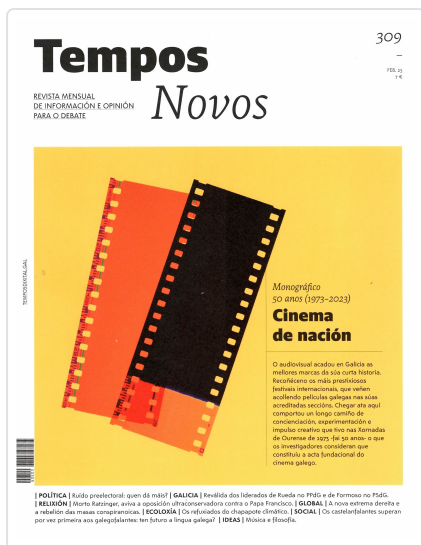 309
–
FEB. 23
7 €
Tempos
Novos
REVISTA MENSUAL
DE INFORMACIÓN E OPINIÓN
PARA O DEBATE
TEMPOSDIXITAL.GAL
Monográfico
50 anos (1973-2023)
Cinema
de nación
O audiovisual acadou en Galicia as
mellores marcas da súa curta historia.
Recoñéceno os máis prestixiosos
festivais internacionais, que veñen
acollendo películas galegas nas súas
acreditadas seccións. Chegar ata aquí
comportou un longo camiño de
concienciación, experimentación e
impulso creativo que tivo nas Xornadas
de Ourense de 1973 -fai 50 anos- o que
os investigadores consideran que
constituíu a acta fundacional do
cinema galego.
| POLÍTICA | Ruído preelectoral: quen dá máis? | GALICIA | Reválida dos liderados de Rueda no PPdG e de Formoso no PSdG.
| RELIXIÓN | Morto Ratzinger, aviva a oposición ultraconservadora contra o Papa Francisco. | GLOBAL | A nova extrema dereita e
a rebelión das masas conspiranoicas. | ECOLOXÍA | Os refuxiados do chapapote climático. | SOCIAL | Os castelanfalantes superan
por vez primeira aos galegofalantes: ten futuro a lingua galega? | IDEAS | Música e filosofía.